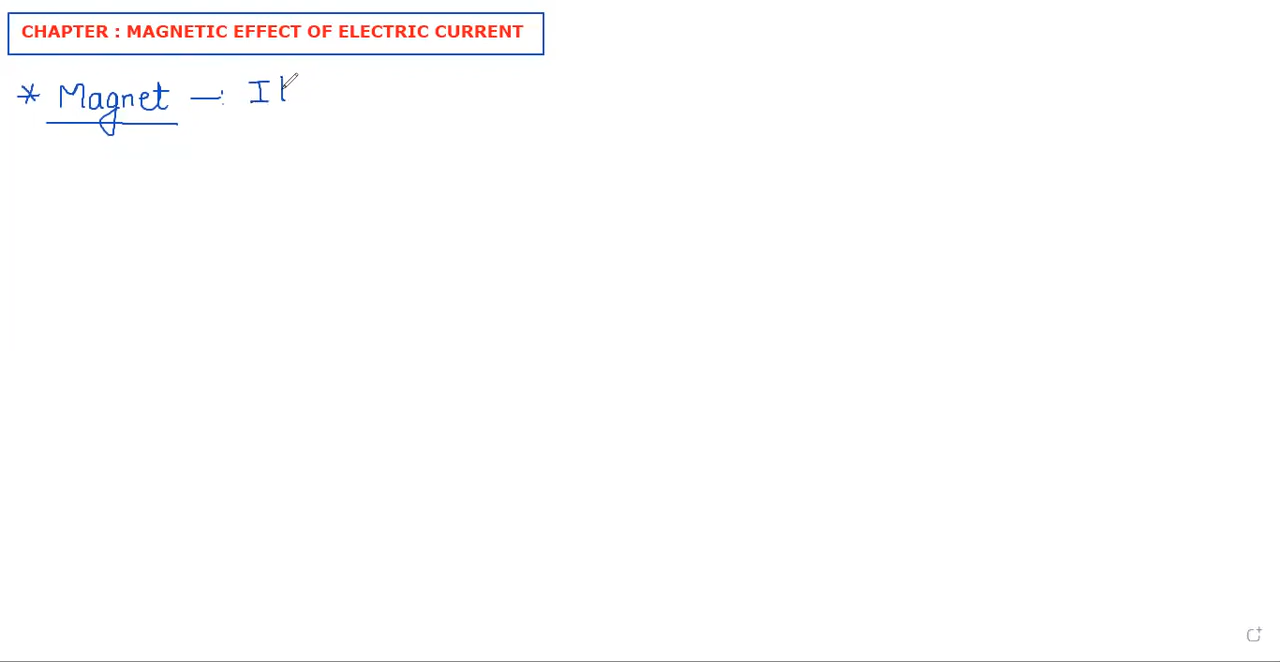 CHAPTER : MAGNETIC EFFECT OF ELECTRIC CURRENT
* Magnet —: I